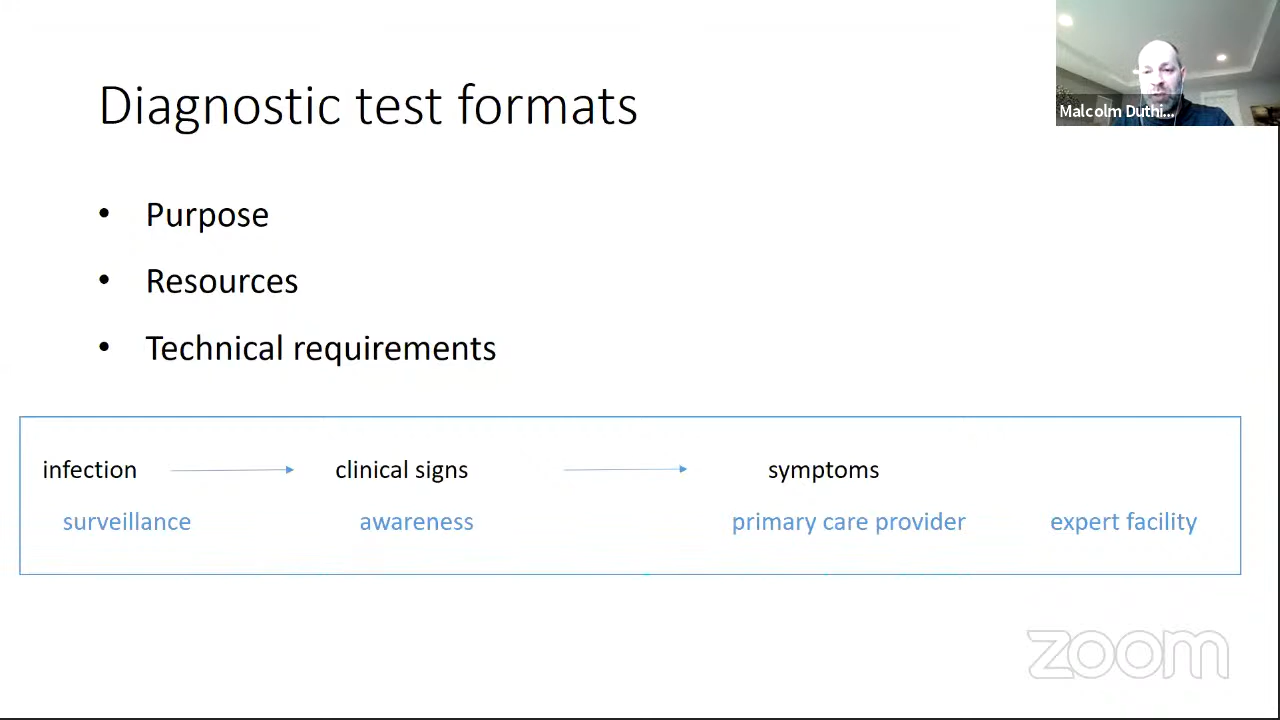 Diagnostic test formats
Malcolm Duthi...
• Purpose
• Resources
• Technical requirements
infection clinical signs symptoms
surveillance awareness primary care provider expert facility
zoom